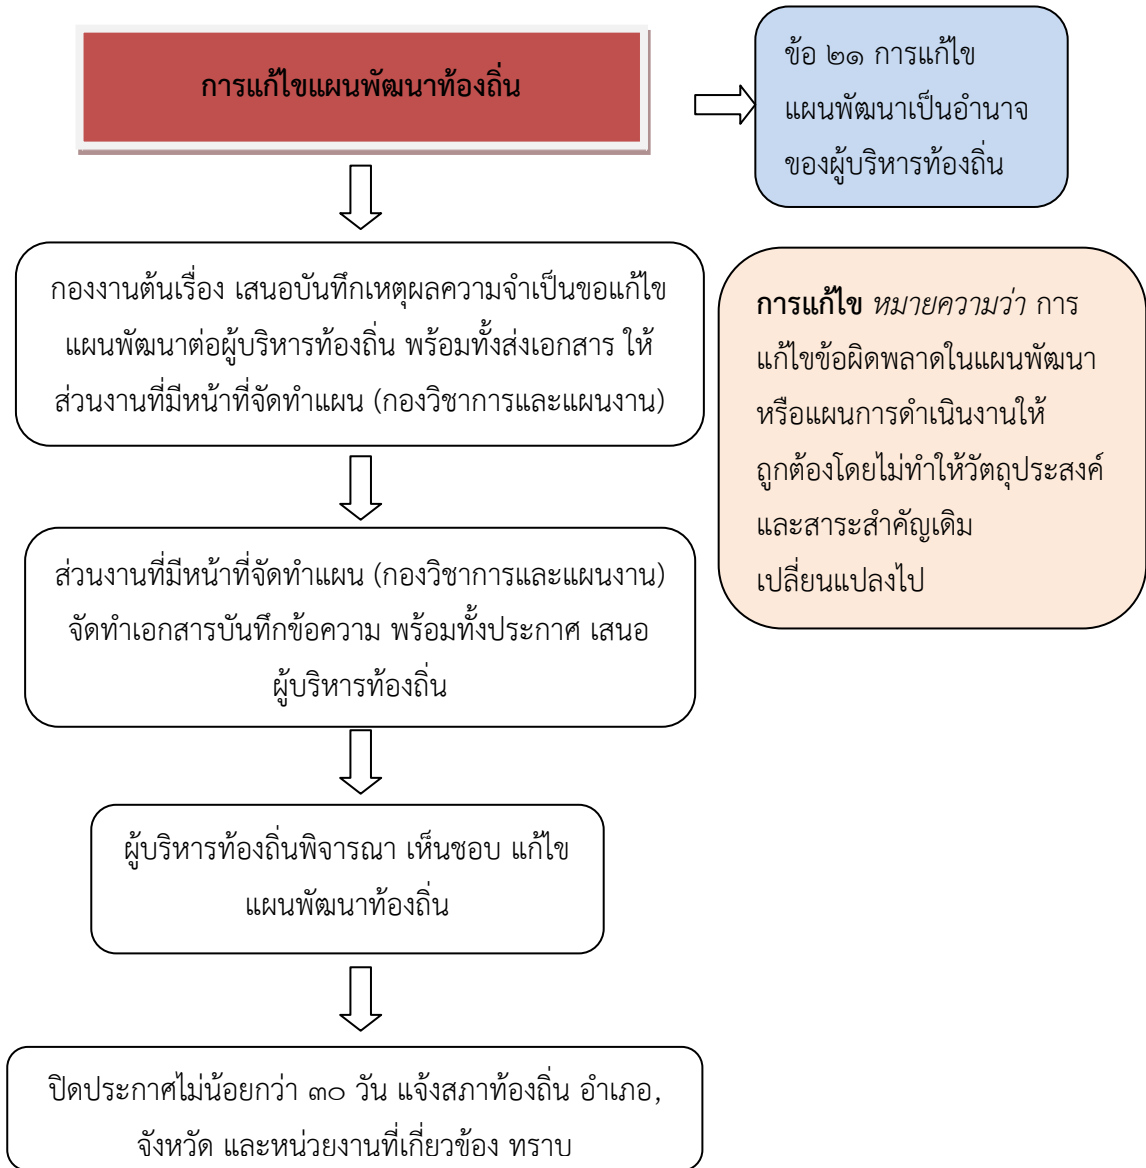 การแก้ไขแผนพัฒนาท้องถิ่น
ข้อ ๒๑ การแก้ไข
แผนพัฒนาเป็นอำนาจ
ของผู้บริหารท้องถิ่น
กองงานต้นเรื่อง เสนอบันทึกเหตุผลความจำเป็นขอแก้ไข
แผนพัฒนาต่อผู้บริหารท้องถิ่น พร้อมทั้งส่งเอกสาร ให้
ส่วนงานที่มีหน้าที่จัดทำแผน (กองวิชาการและแผนงาน)
การแก้ไข หมายความว่า การ
แก้ไขข้อผิดพลาดในแผนพัฒนา
หรือแผนการดำเนินงานให้
ถูกต้องโดยไม่ทำให้วัตถุประสงค์
และสาระสำคัญเดิม
เปลี่ยนแปลงไป
ส่วนงานที่มีหน้าที่จัดทำแผน (กองวิชาการและแผนงาน)
จัดทำเอกสารบันทึกข้อความ พร้อมทั้งประกาศ เสนอ
ผู้บริหารท้องถิ่น
ผู้บริหารท้องถิ่นพิจารณา เห็นชอบ แก้ไข
แผนพัฒนาท้องถิ่น
ปิดประกาศไม่น้อยกว่า ๓๐ วัน แจ้งสภาท้องถิ่น อำเภอ,
จังหวัด และหน่วยงานที่เกี่ยวข้อง ทราบ